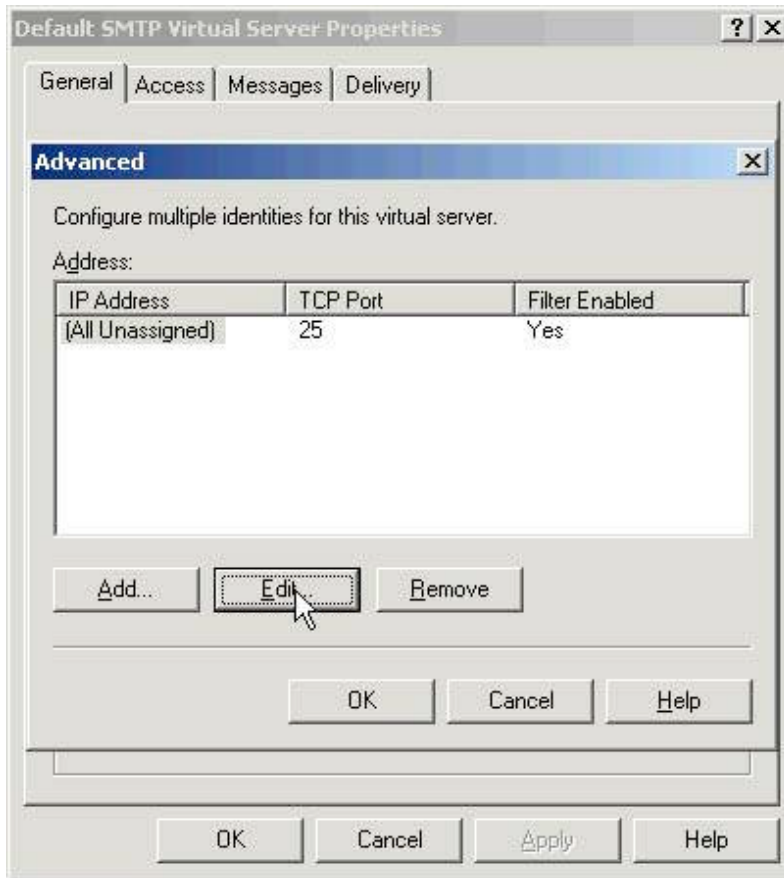 Default SMTP Virtual Server Properties
General Access Messages Delivery
Advanced
Configure multiple identities for this virtual server.
Address:
IP Address TCP Port Filter Enabled
(All Unassigned) 25 Yes
Add... Edit... Remove
OK Cancel Help
OK Cancel Apply Help